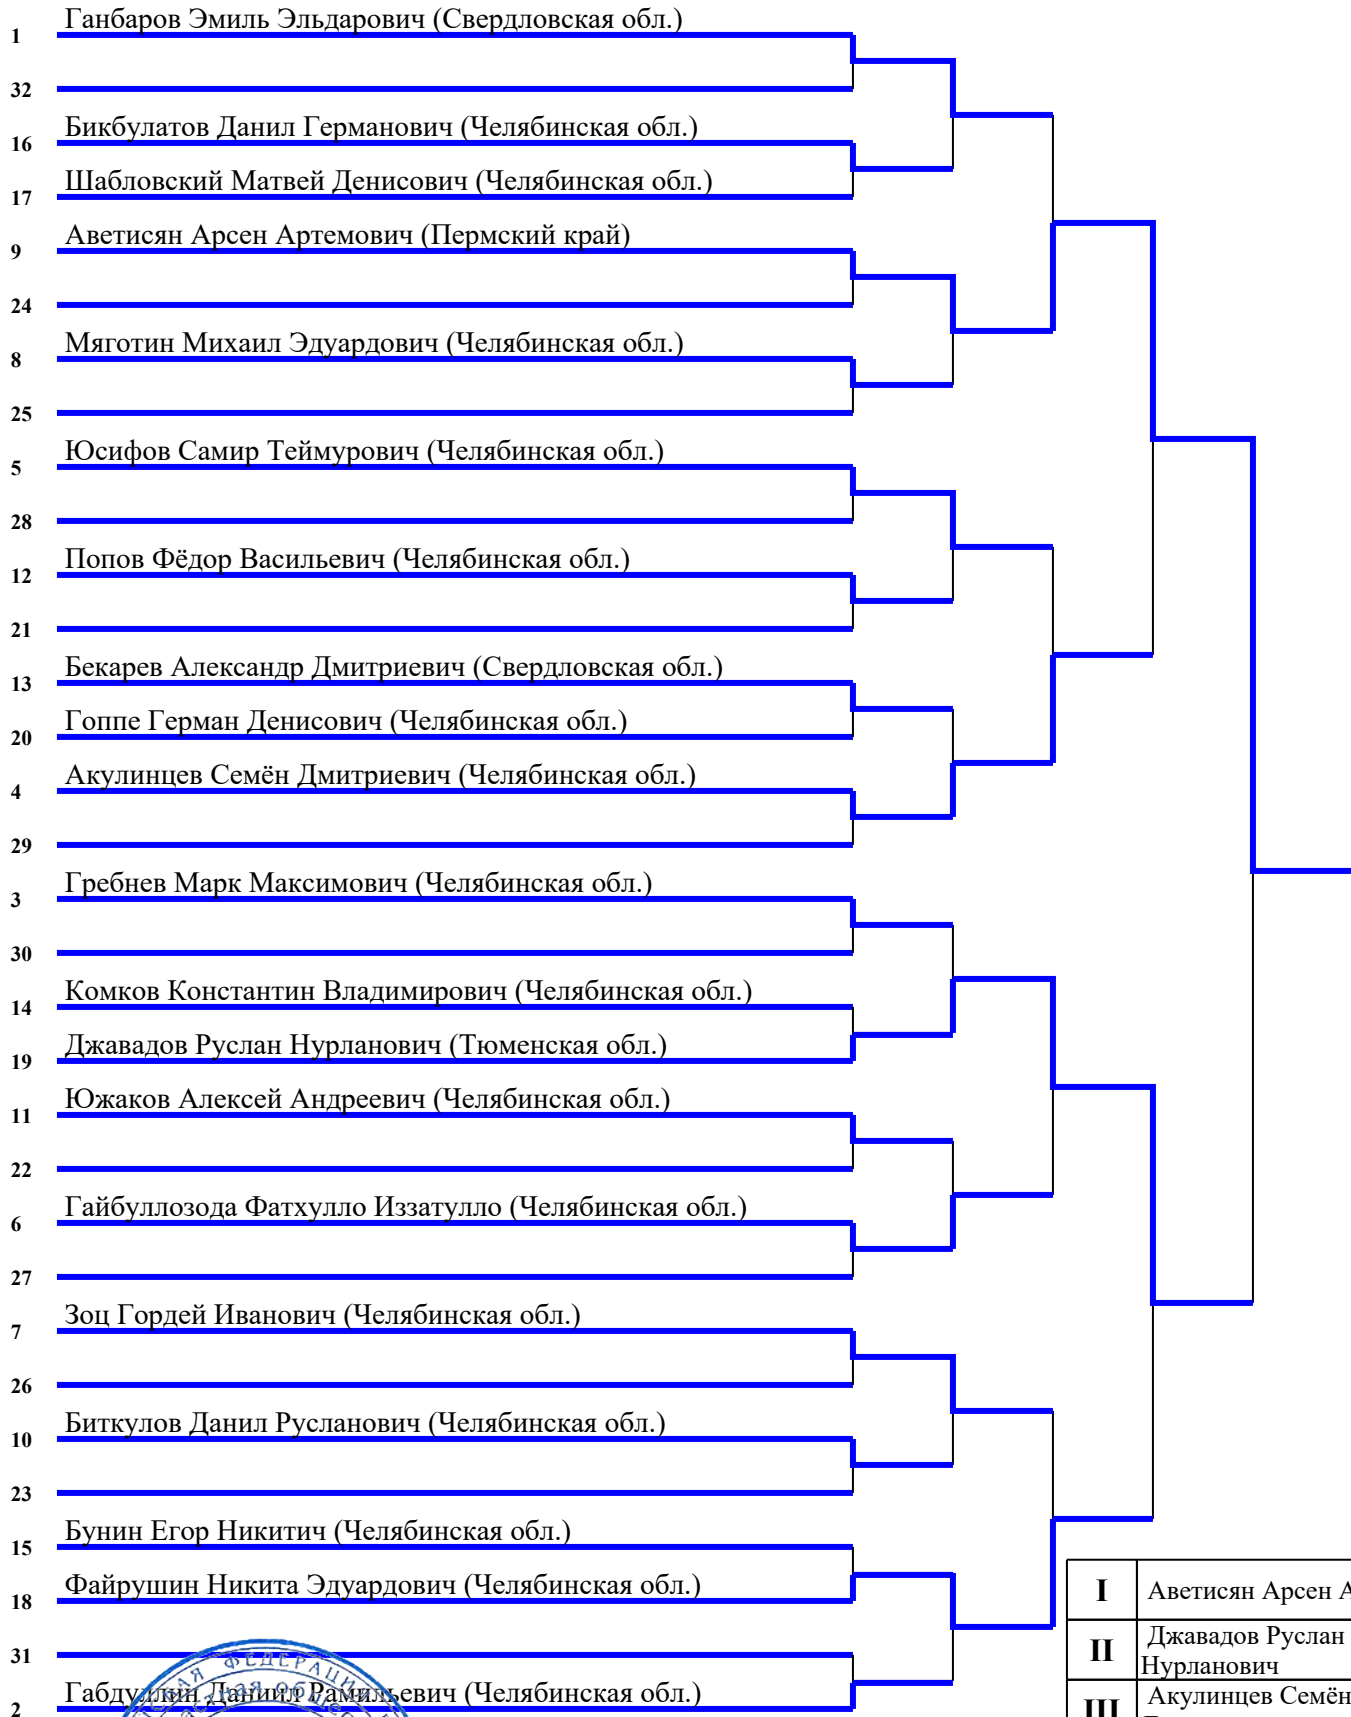 1 Ганбаров Эмиль Эльдарович (Свердловская обл.)
32
16 Бикбулатов Данил Германович (Челябинская обл.)
17 Шабловский Матвей Денисович (Челябинская обл.)
9 Аветисян Арсен Артемович (Пермский край)
24
8 Мяготин Михаил Эдуардович (Челябинская обл.)
25
5 Юсифов Самир Теймурович (Челябинская обл.)
28
12 Попов Фёдор Васильевич (Челябинская обл.)
21
13 Бекарев Александр Дмитриевич (Свердловская обл.)
20 Гоппе Герман Денисович (Челябинская обл.)
4 Акулинцев Семён Дмитриевич (Челябинская обл.)
29
3 Гребнев Марк Максимович (Челябинская обл.)
30
14 Комков Константин Владимирович (Челябинская обл.)
19 Джавадов Руслан Нурланович (Тюменская обл.)
11 Южаков Алексей Андреевич (Челябинская обл.)
22
6 Гайбуллозода Фатхулло Иззатулло (Челябинская обл.)
27
7 Зоц Гордей Иванович (Челябинская обл.)
26
10 Биткулов Данил Русланович (Челябинская обл.)
23
15 Бунин Егор Никитич (Челябинская обл.)
18 Файрушин Никита Эдуардович (Челябинская обл.)
31
2 Габдуллин Даниил Рамильевич (Челябинская обл.)
I Аветисян Арсен А
II Джавадов Руслан
Нурланович
III Акулинцев Семён
ФЕДЕРАЦИ